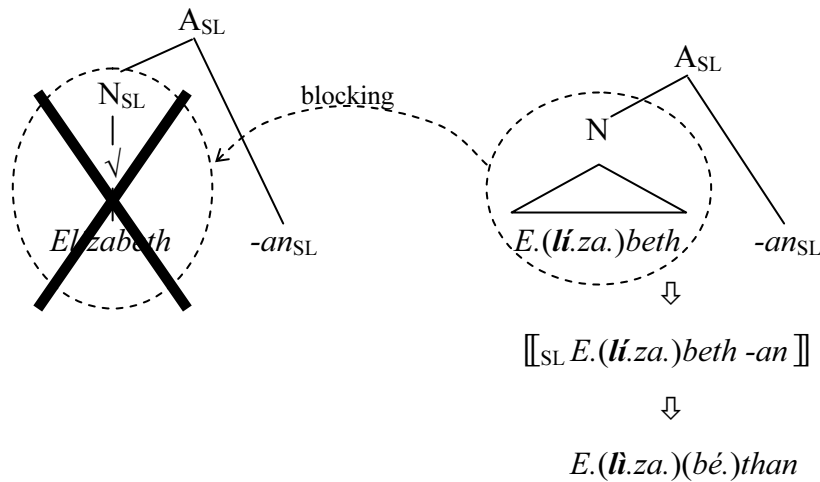 A_SL
A_SL
N_SL
blocking
N
√
Elizabeth
-an_SL
E.(lí.za.)beth
-an_SL
⇩
⟦_SL E.(lí.za.)beth -an ⟧
⇩
E.(lì.za.)(bé.)than